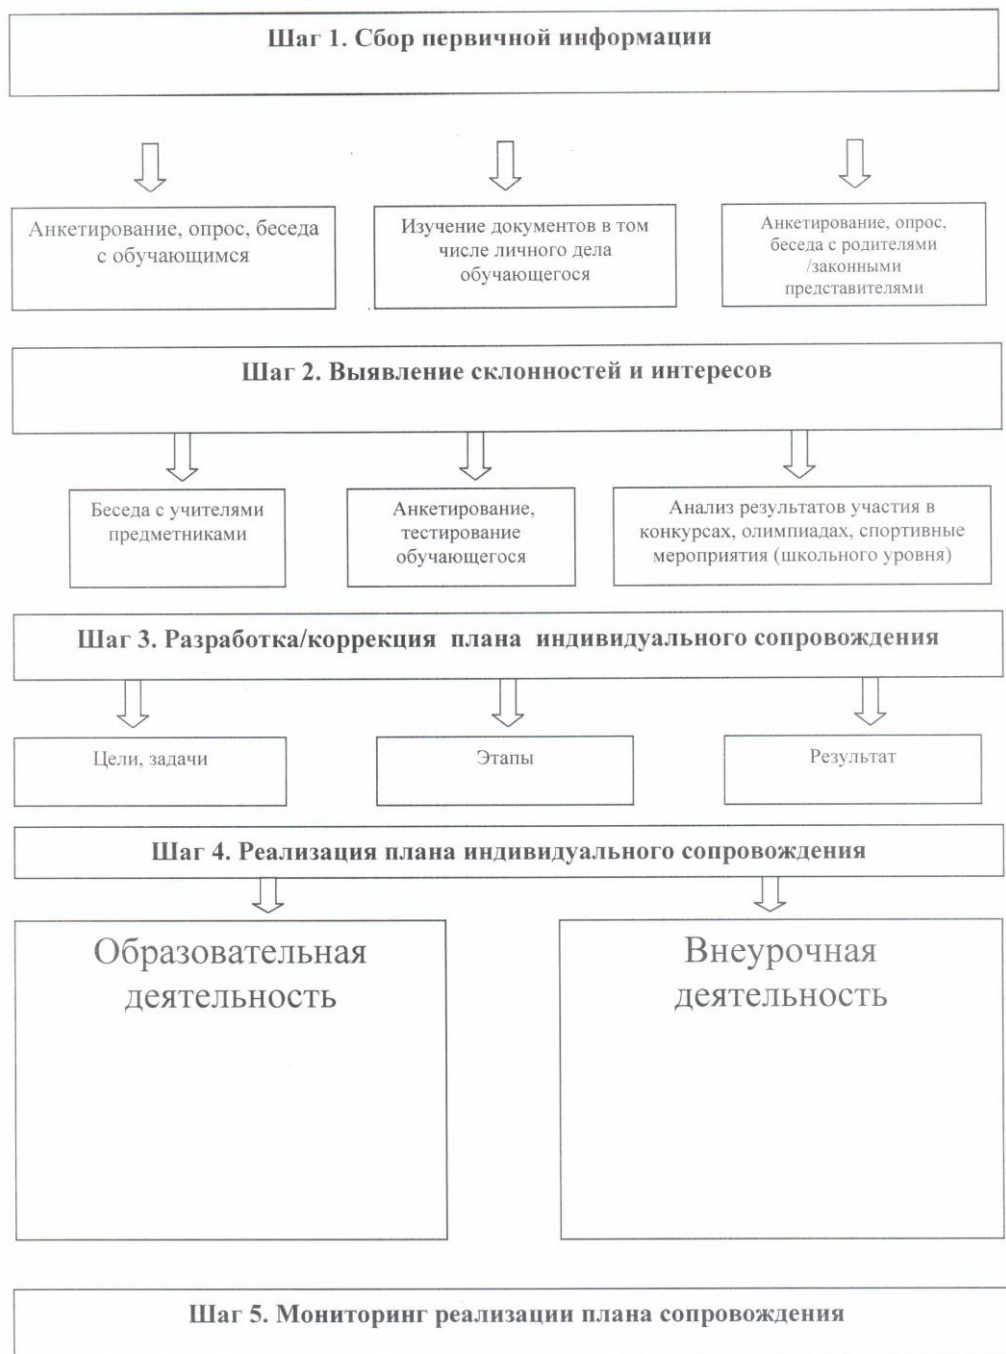 Шаг 1. Сбор первичной информации
Анкетирование, опрос, беседа
с обучающимся
Изучение документов в том
числе личного дела
обучающегося
Анкетирование, опрос,
беседа с родителями
/законными
представителями
Шаг 2. Выявление склонностей и интересов
Беседа с учителями
предметниками
Анкетирование,
тестирование
обучающегося
Анализ результатов участия в
конкурсах, олимпиадах, спортивные
мероприятия (школьного уровня)
Шаг 3. Разработка/коррекция плана индивидуального сопровождения
Цели, задачи
Этапы
Результат
Шаг 4. Реализация плана индивидуального сопровождения
Образовательная
деятельность
Внеурочная
деятельность
Шаг 5. Мониторинг реализации плана сопровождения